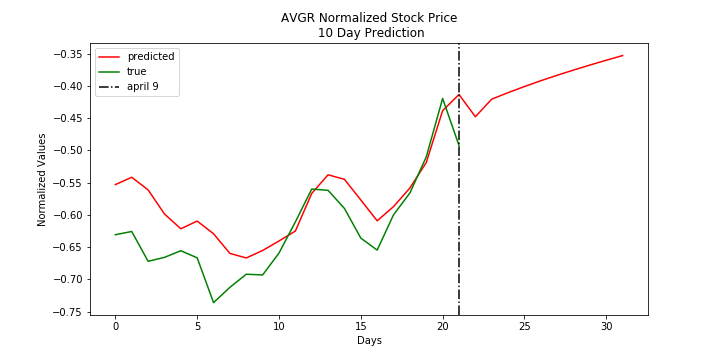 AVGR Normalized Stock Price
10 Day Prediction
predicted
true
april 9
Normalized Values
−0.35
−0.40
−0.45
−0.50
−0.55
−0.60
−0.65
−0.70
−0.75
0 5 10 15 20 25 30
Days